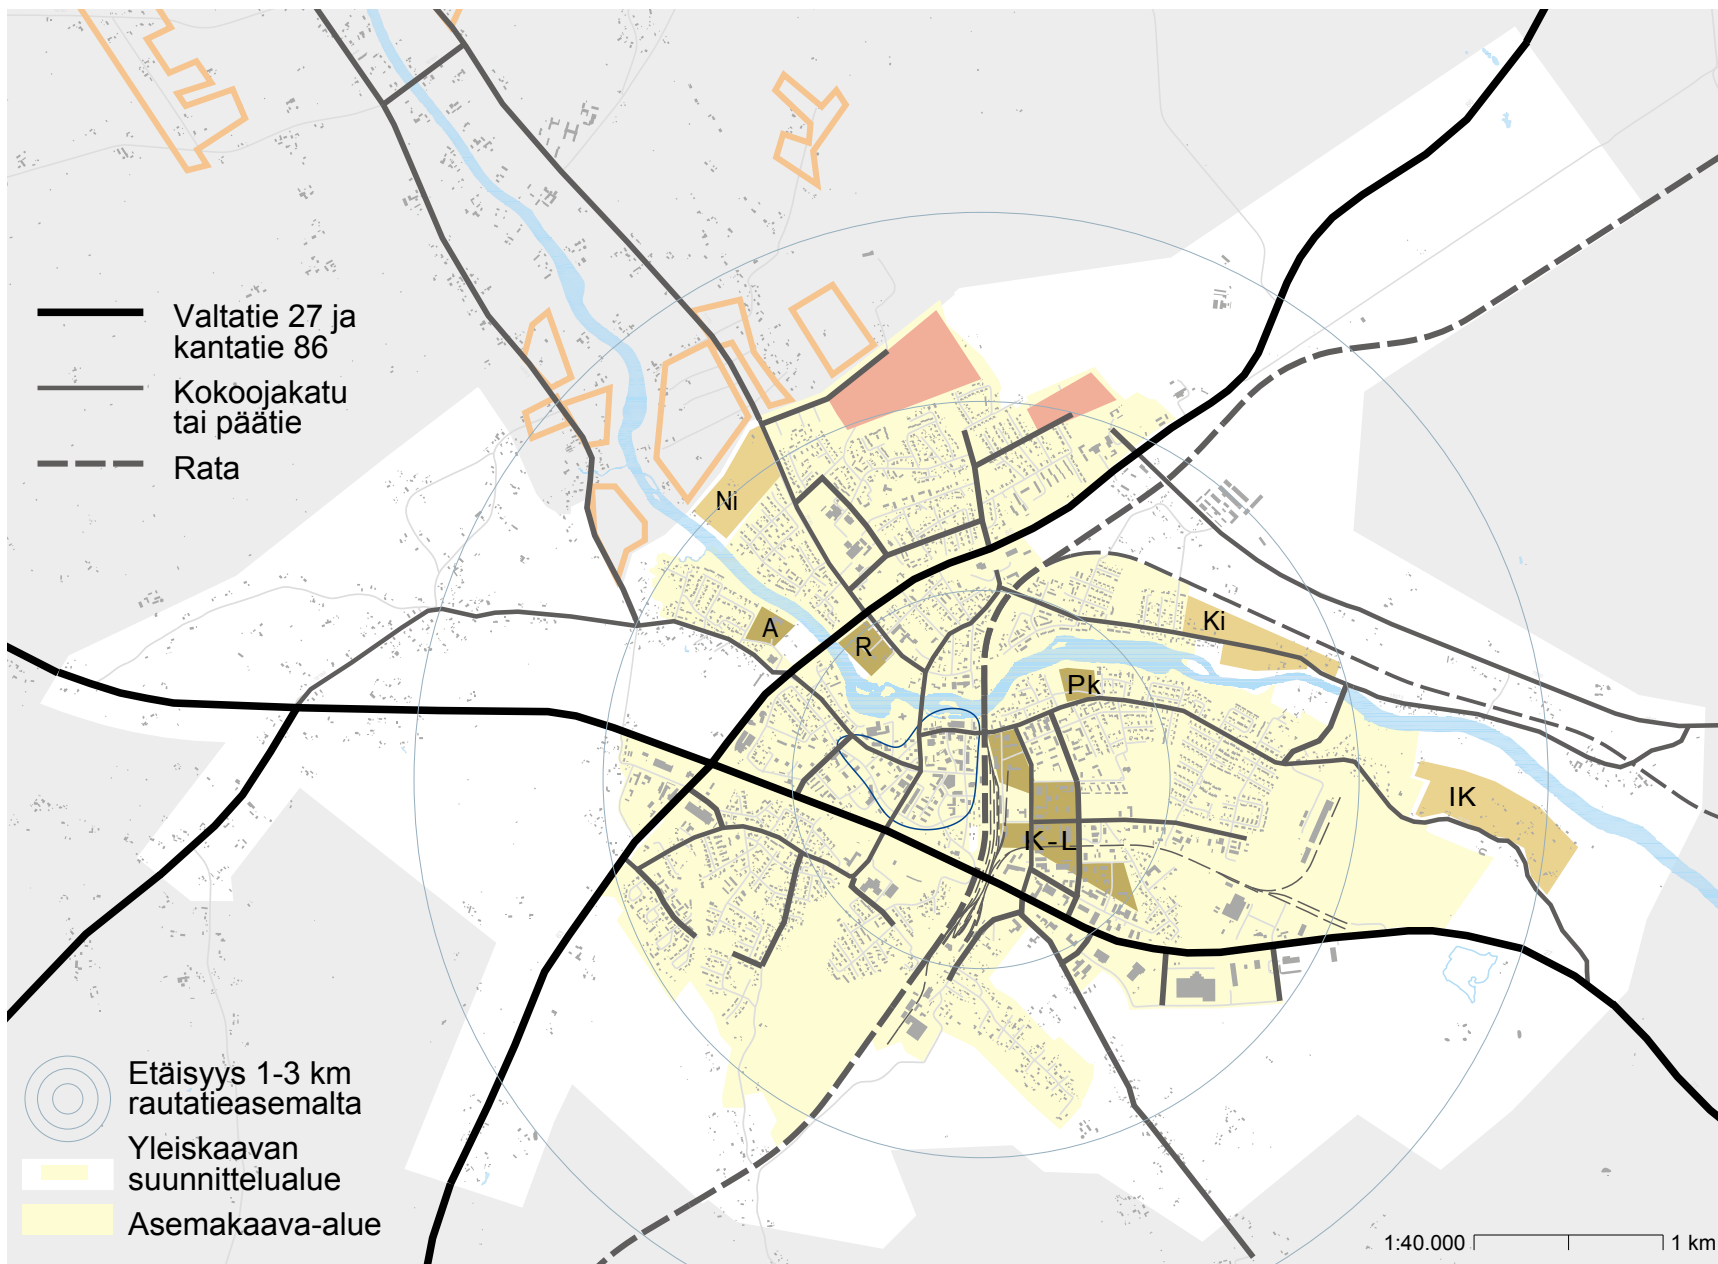 Valtatie 27 ja
kantatie 86
Kokoojakatu
tai päätie
Rata
Ni
A
R
Ki
Pk
IK
K-L
Etäisyys 1-3 km
rautatieasemalta
Yleiskaavan
suunnittelualue
Asemakaava-alue
1:40.000
1 km